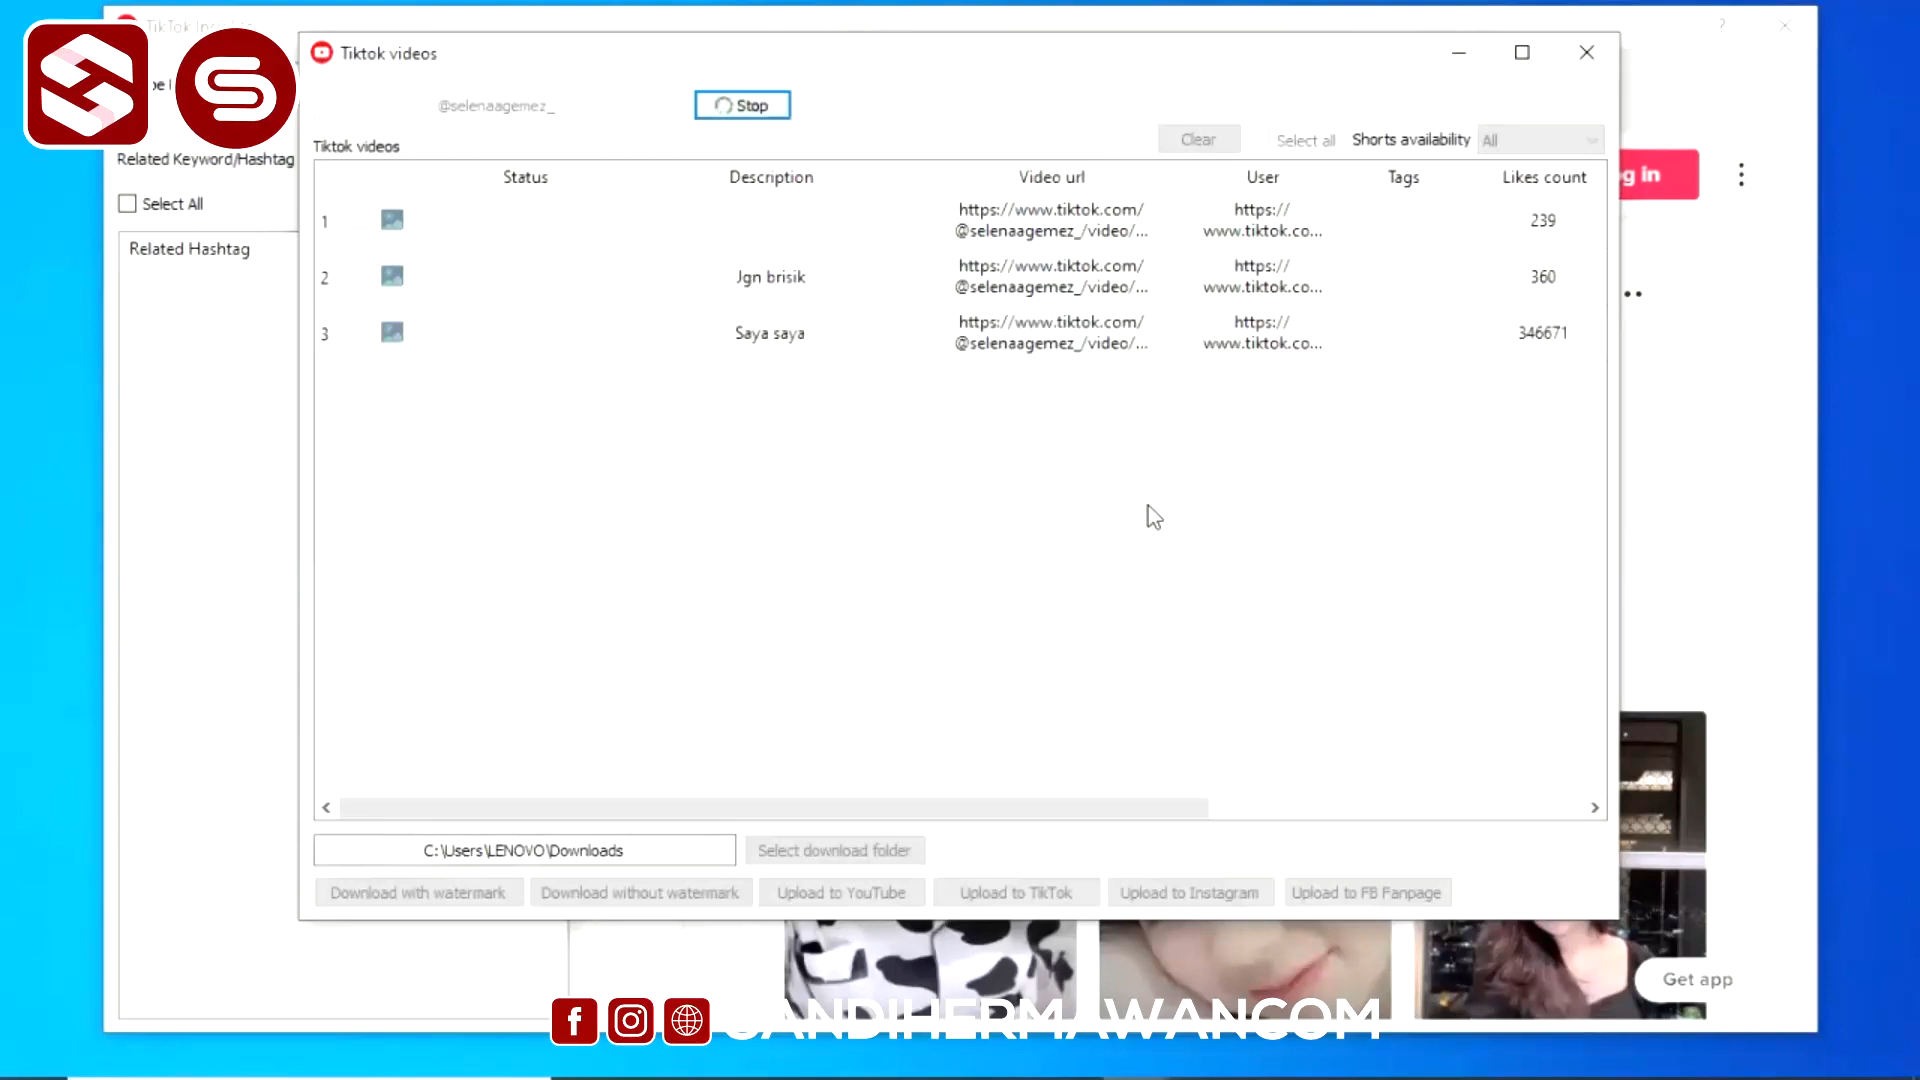 Tiktok videos
@selenaagemez_
Stop
Clear
Select all
Shorts availability
All
Tiktok videos
Status Description Video url User Tags Likes count
1 https://www.tiktok.com/ https:// 239
@selenaagemez_/video/... www.tiktok.co...
2 Jgn brisik https://www.tiktok.com/ https:// 360
@selenaagemez_/video/... www.tiktok.co...
3 Saya saya https://www.tiktok.com/ https:// 346671
@selenaagemez_/video/... www.tiktok.co...
Related Keyword/Hashtag
Select All
Related Hashtag
g in
C:\Users\LENOVO\Downloads
Select download folder
Download with watermark
Download without watermark
Upload to YouTube
Upload to TikTok
Upload to Instagram
Upload to FB Fanpage
Get app
SANDIHERMAWANCOM